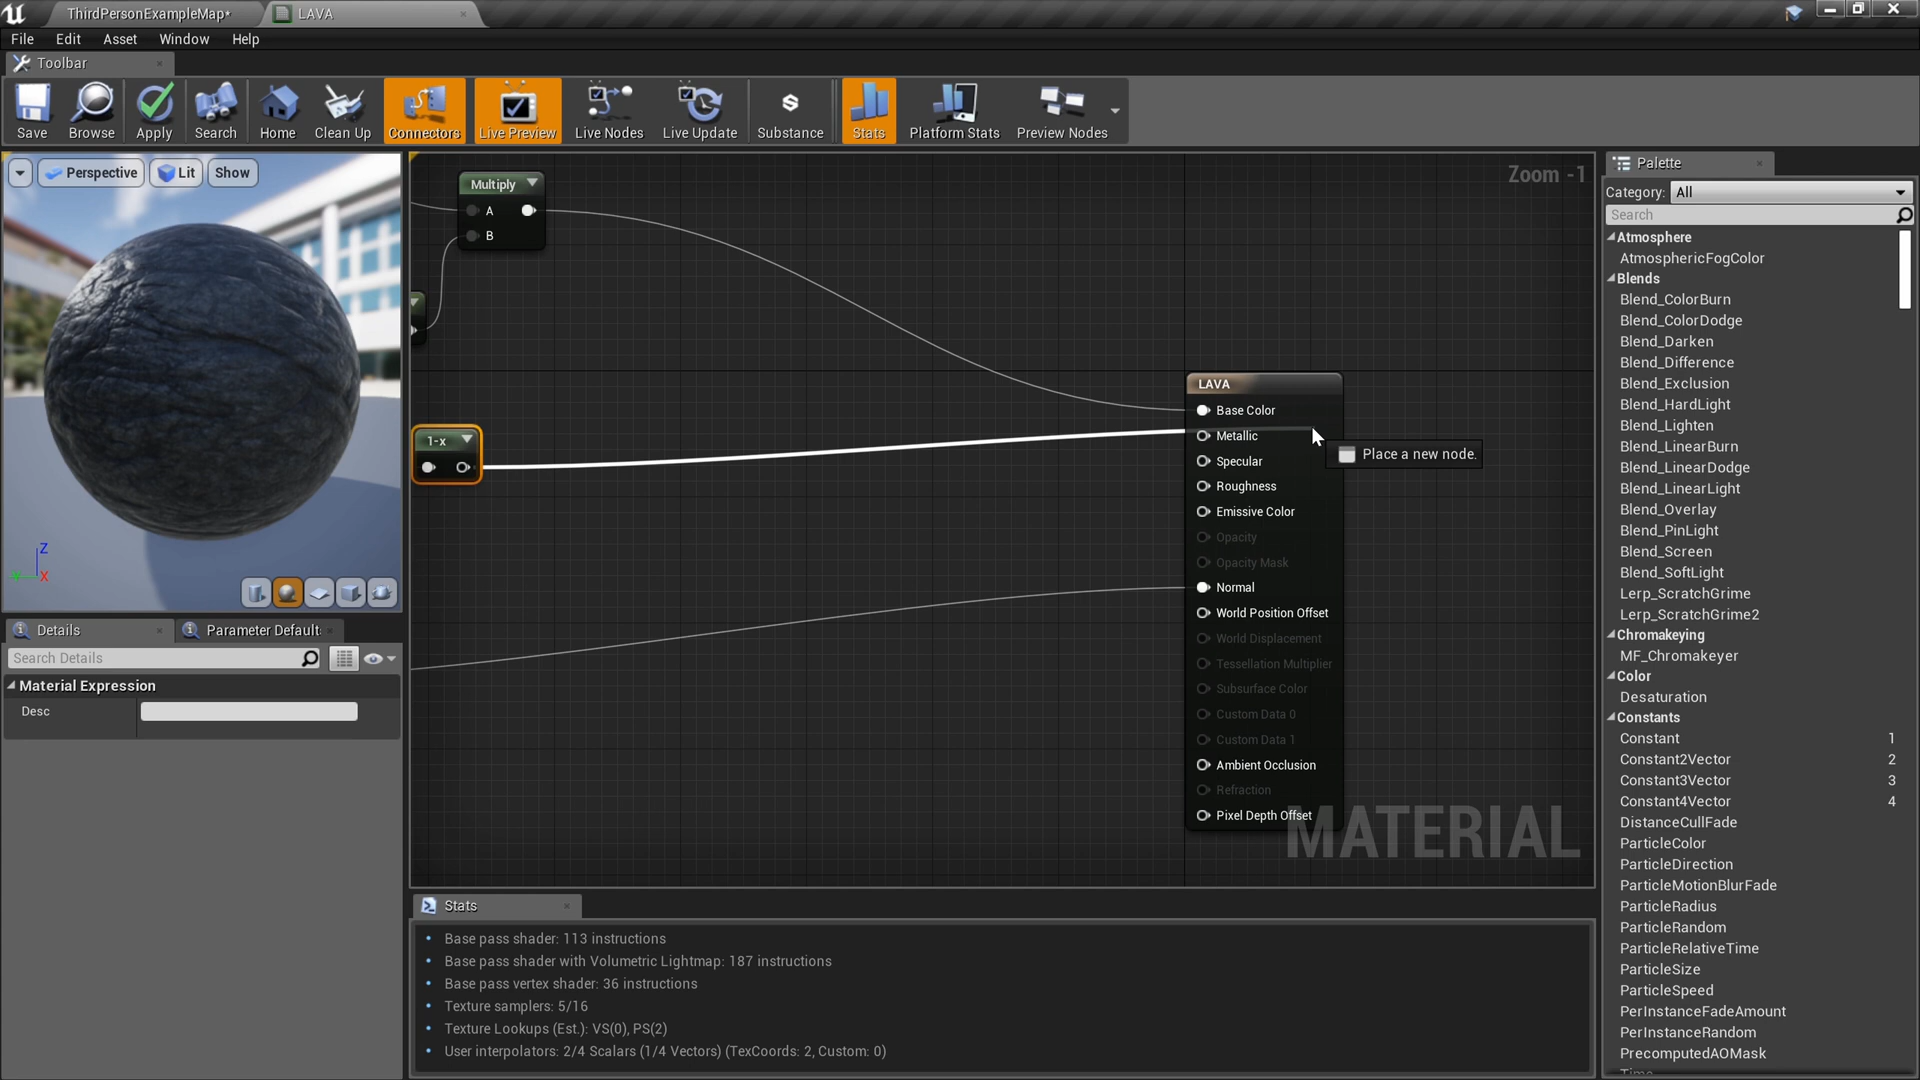 ThirdPersonExampleMap*
LAVA
File Edit Asset Window Help
Toolbar
Save Browse Apply Search Home Clean Up Connectors Live Preview Live Nodes Live Update Substance Stats Platform Stats Preview Nodes
Perspective Lit Show
Multiply
A
B
Zoom -1
1-x
LAVA
Base Color
Metallic
Specular
Roughness
Emissive Color
Opacity
Opacity Mask
Normal
World Position Offset
World Displacement
Tessellation Multiplier
Subsurface Color
Custom Data 0
Custom Data 1
Ambient Occlusion
Refraction
Pixel Depth Offset
Place a new node.
MATERIAL
Z
X
Details
Parameter Default
Search Details
Material Expression
Desc
Stats
Base pass shader: 113 instructions
Base pass shader with Volumetric Lightmap: 187 instructions
Base pass vertex shader: 36 instructions
Texture samplers: 5/16
Texture Lookups (Est.): VS(0), PS(2)
User interpolators: 2/4 Scalars (1/4 Vectors) (TexCoords: 2, Custom: 0)
Palette
Category: All
Search
Atmosphere
AtmosphericFogColor
Blends
Blend_ColorBurn
Blend_ColorDodge
Blend_Darken
Blend_Difference
Blend_Exclusion
Blend_HardLight
Blend_Lighten
Blend_LinearBurn
Blend_LinearDodge
Blend_LinearLight
Blend_Overlay
Blend_PinLight
Blend_Screen
Blend_SoftLight
Lerp_ScratchGrime
Lerp_ScratchGrime2
Chromakeying
MF_Chromakeyer
Color
Desaturation
Constants
Constant 1
Constant2Vector 2
Constant3Vector 3
Constant4Vector 4
DistanceCullFade
ParticleColor
ParticleDirection
ParticleMotionBlurFade
ParticleRadius
ParticleRandom
ParticleRelativeTime
ParticleSize
ParticleSpeed
PerInstanceFadeAmount
PerInstanceRandom
PrecomputedAOMask